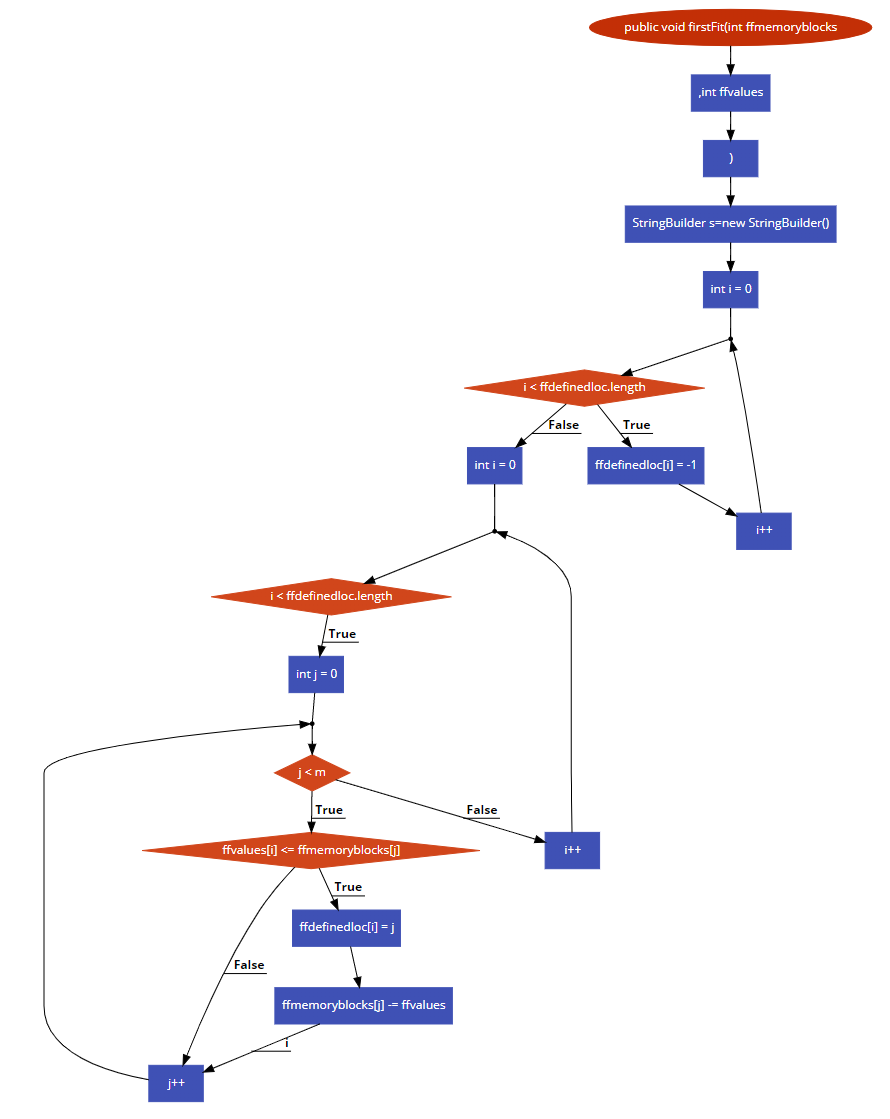 public void firstFit(int ffmemoryblocks
,int ffvalues
)
StringBuilder s=new StringBuilder()
int i = 0
i < ffdefinedloc.length
False
True
int i = 0
ffdefinedloc[i] = -1
i++
i < ffdefinedloc.length
True
int j = 0
j < m
True
False
ffvalues[i] <= ffmemoryblocks[j]
i++
True
ffdefinedloc[i] = j
False
ffmemoryblocks[j] -= ffvalues
i
j++